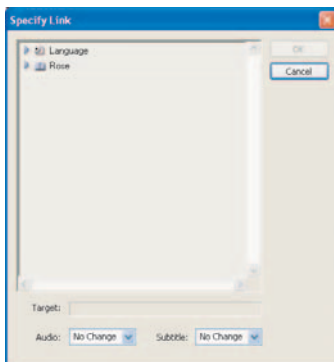 Specify Link
Language
Rose
OK
Cancel
Target:
Audio: No Change Subtitle: No Change